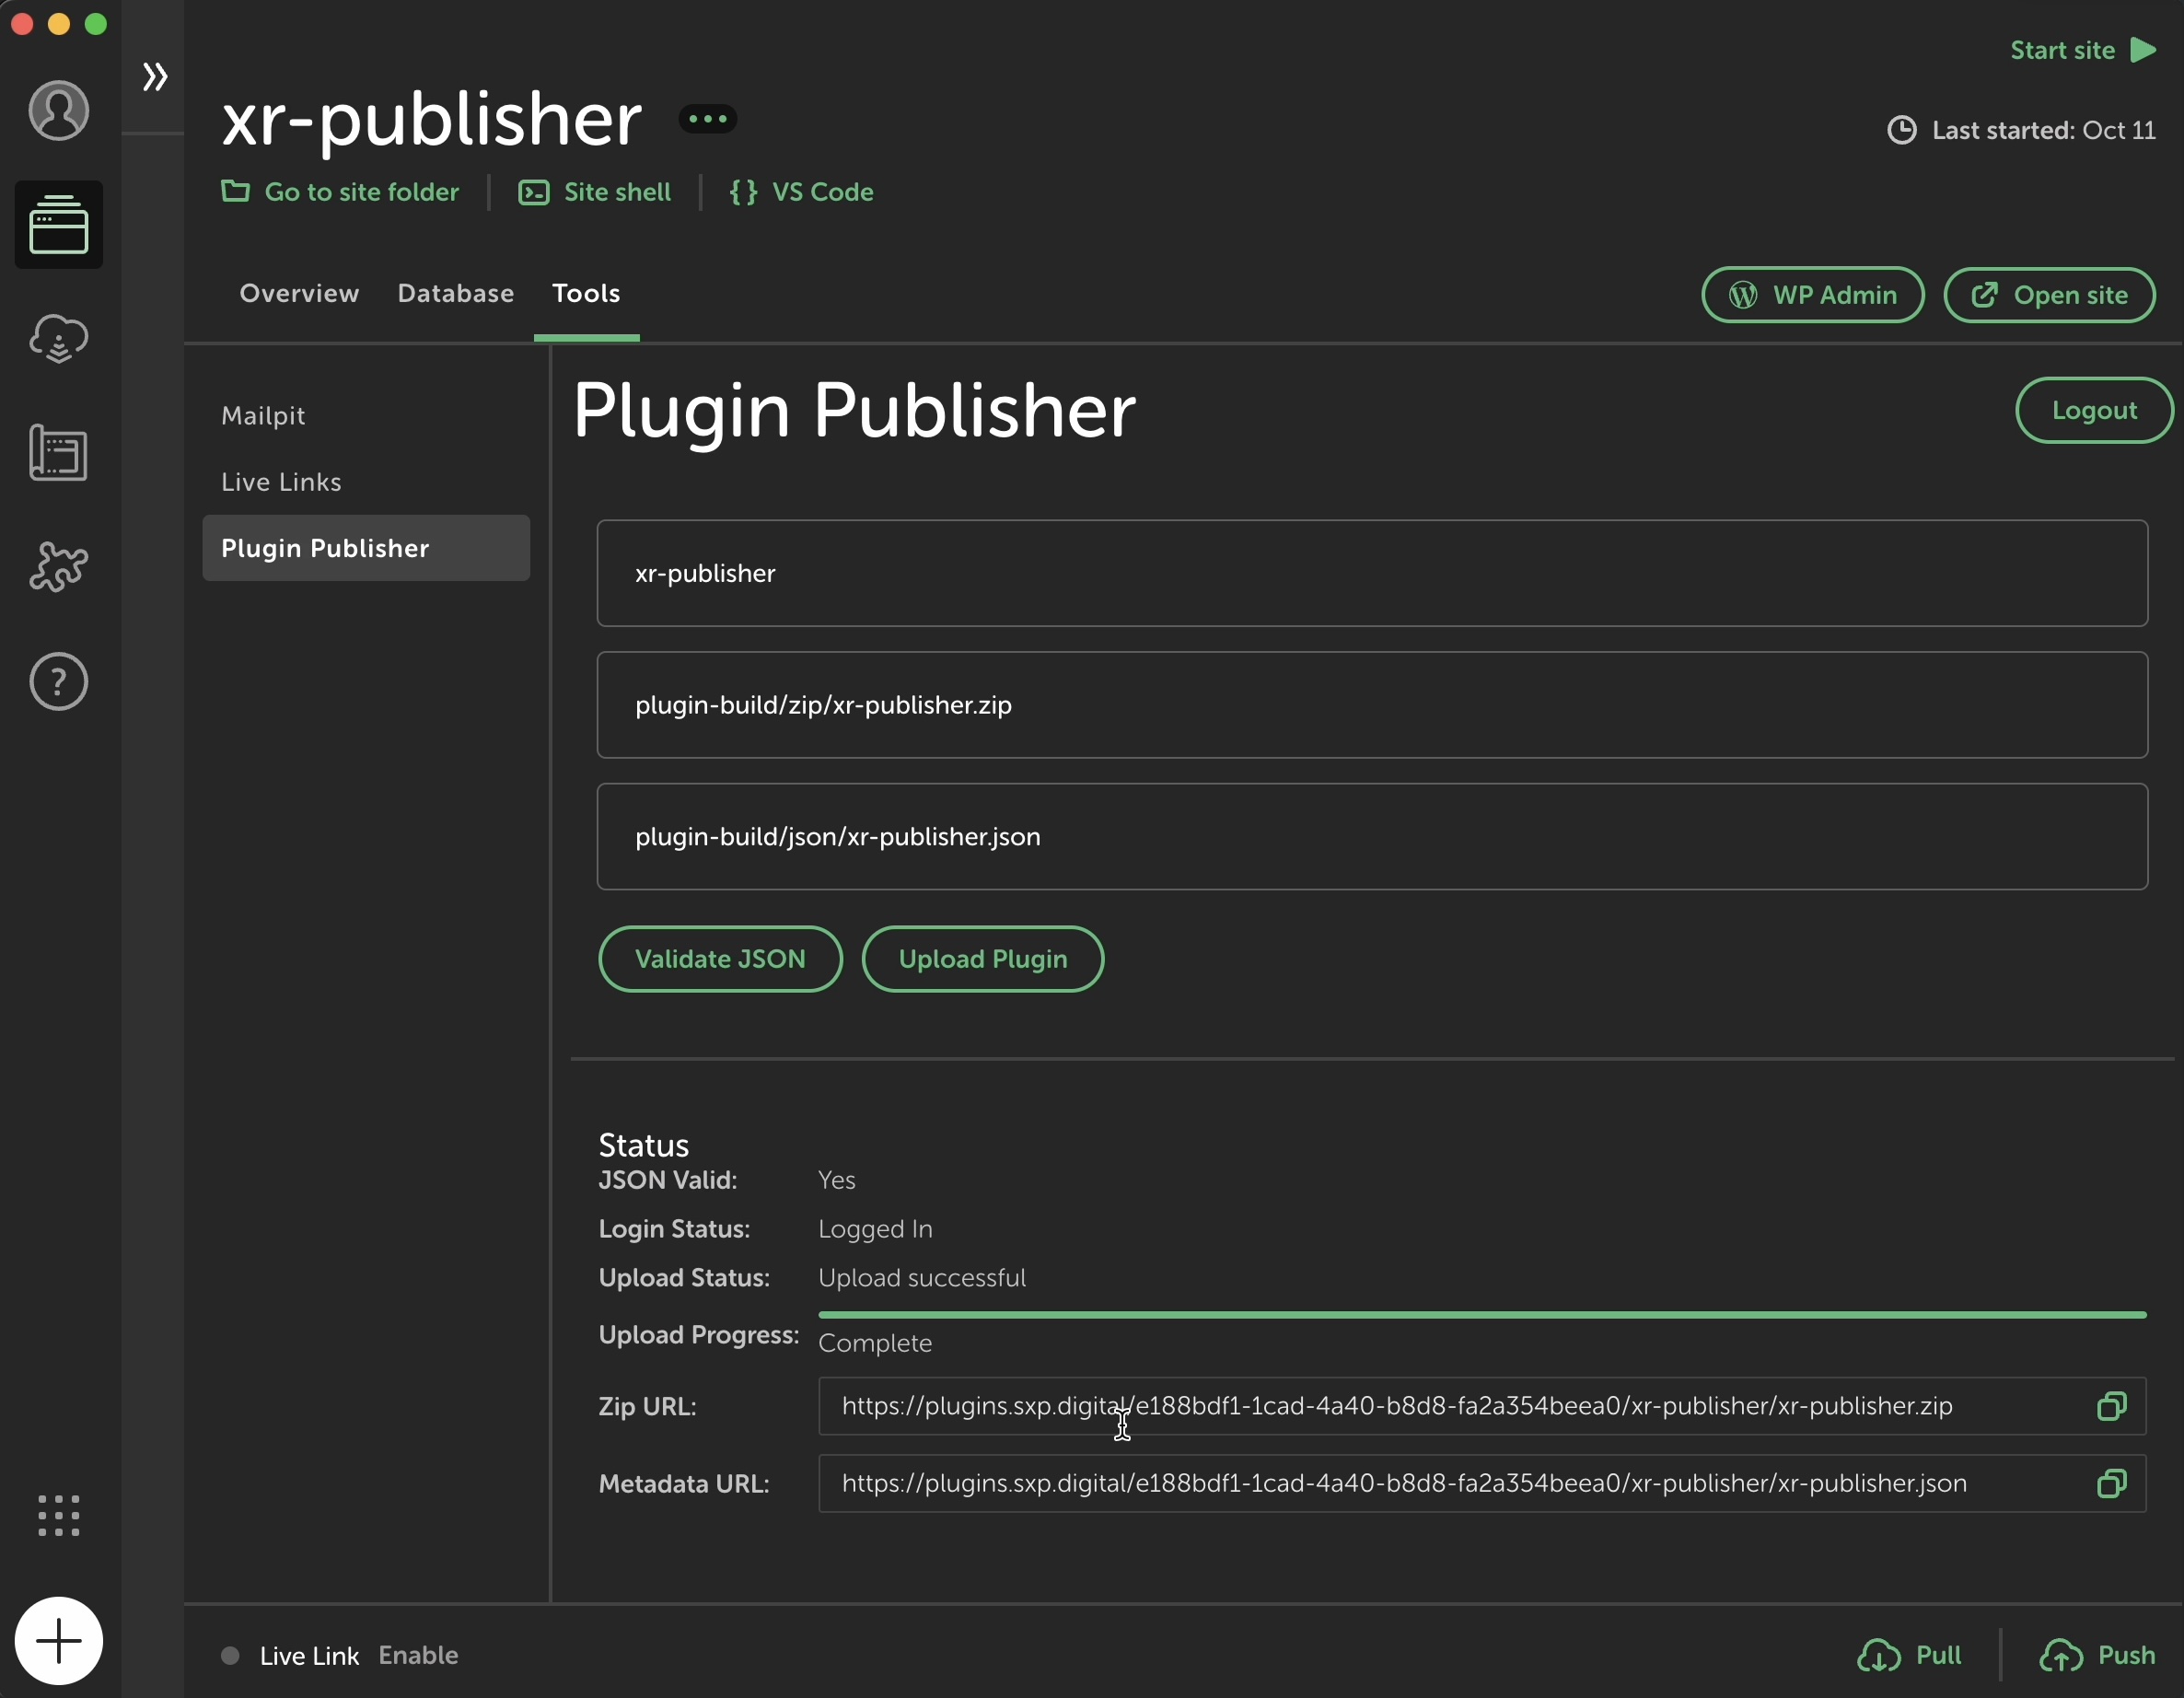 Start site
xr-publisher
Last started: Oct 11
Go to site folder
Site shell
VS Code
Overview
Database
Tools
WP Admin
Open site
Mailpit
Live Links
Plugin Publisher
Plugin Publisher
Logout
xr-publisher
plugin-build/zip/xr-publisher.zip
plugin-build/json/xr-publisher.json
Validate JSON
Upload Plugin
Status
JSON Valid: Yes
Login Status: Logged In
Upload Status: Upload successful
Upload Progress: Complete
Zip URL: https://plugins.sxp.digital/e188bdf1-1cad-4a40-b8d8-fa2a354beea0/xr-publisher/xr-publisher.zip
Metadata URL: https://plugins.sxp.digital/e188bdf1-1cad-4a40-b8d8-fa2a354beea0/xr-publisher/xr-publisher.json
Live Link Enable
Pull
Push